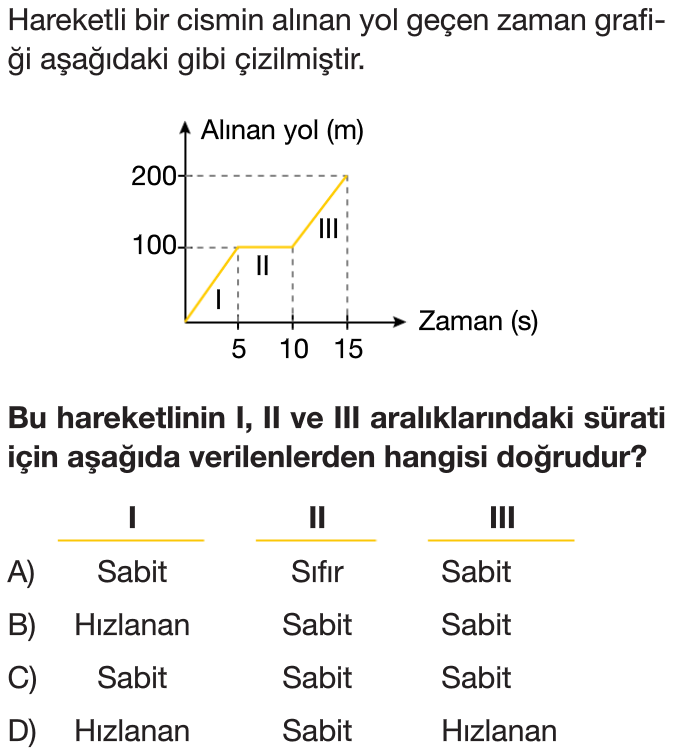 Hareketli bir cismin alınan yol geçen zaman grafi-
ği aşağıdaki gibi çizilmiştir.
Alınan yol (m)
200
100
III
II
I
Zaman (s)
5 10 15
Bu hareketlinin I, II ve III aralıklarındaki sürati
için aşağıda verilenlerden hangisi doğrudur?
I II III
A) Sabit Sıfır Sabit
B) Hızlanan Sabit Sabit
C) Sabit Sabit Sabit
D) Hızlanan Sabit Hızlanan